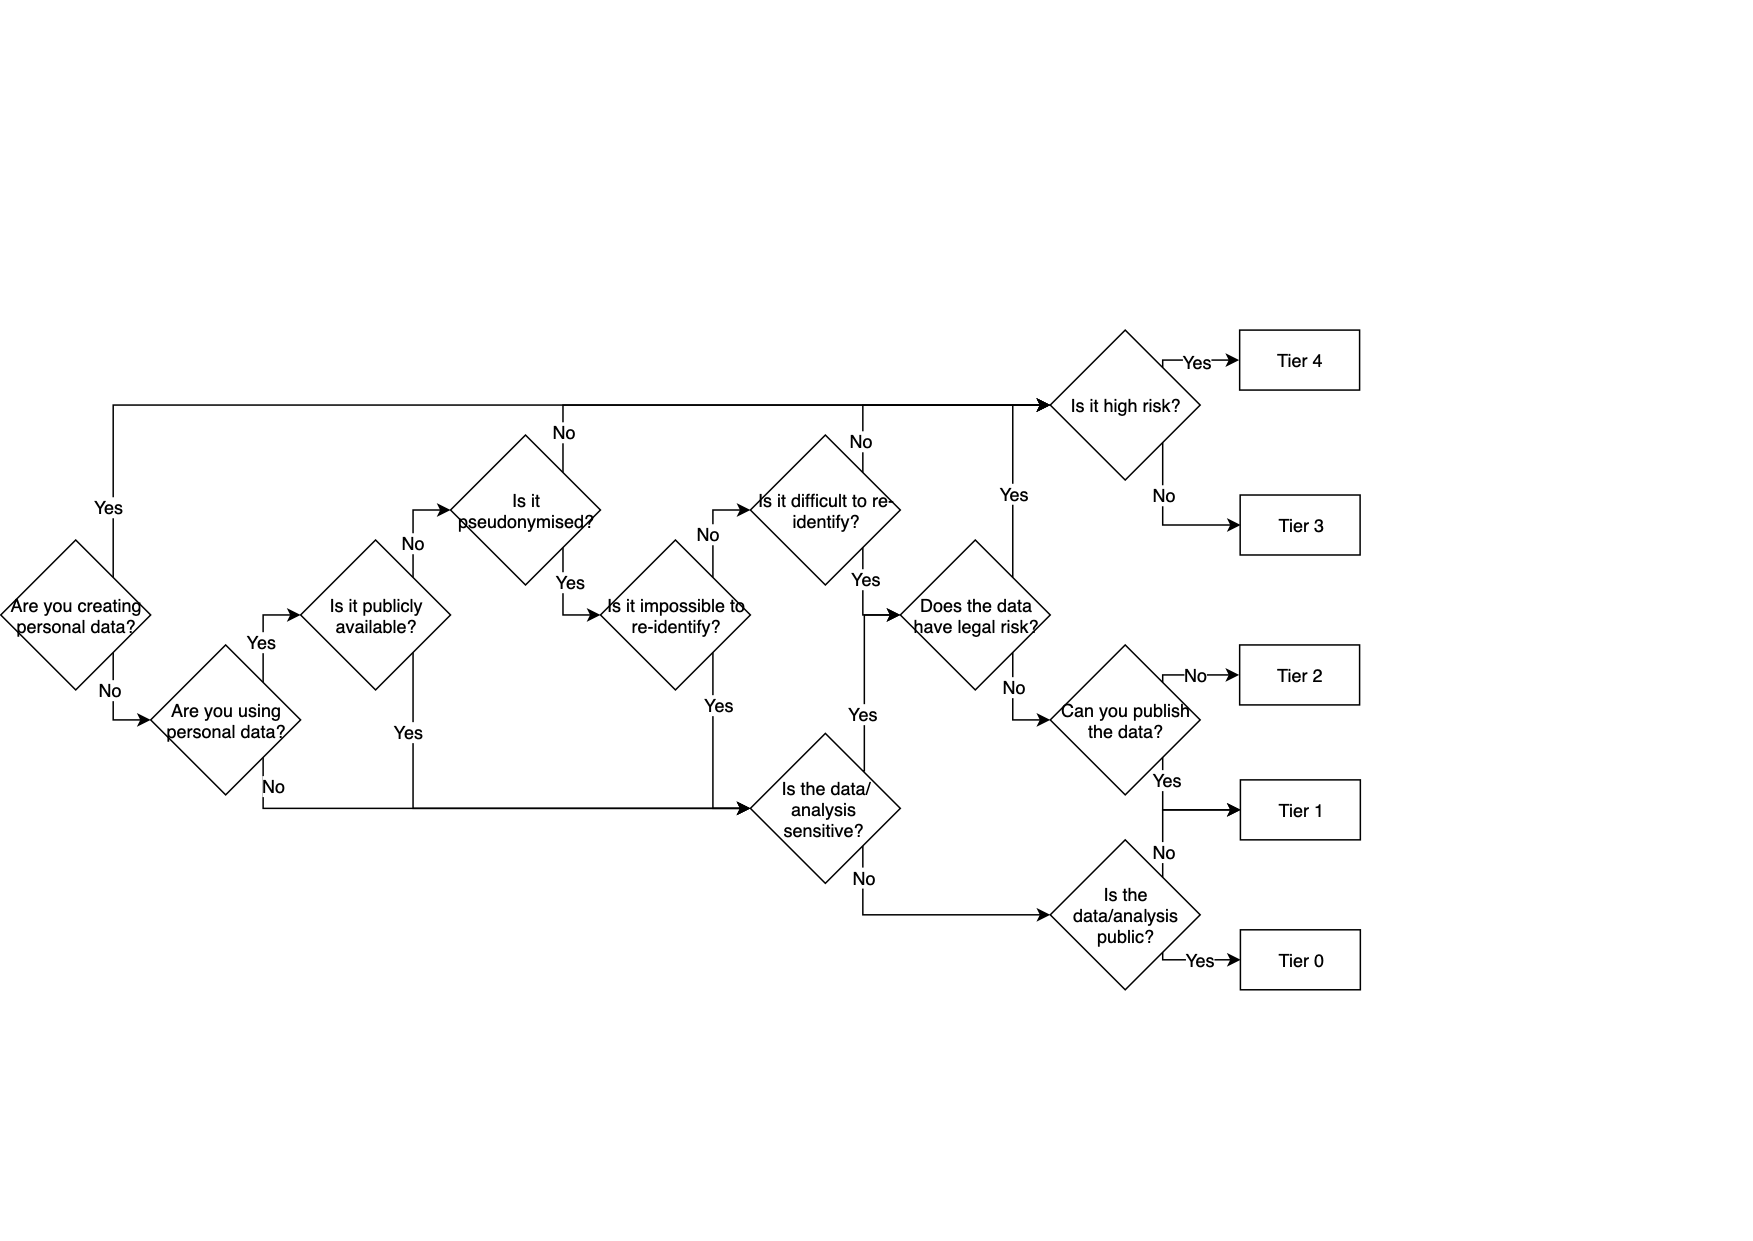 Yes
Tier 4
Is it high risk?
No
No
Yes
No
Tier 3
Yes
Is it
pseudonymised?
Is it difficult to re-
identify?
No
No
Yes
Yes
Are you creating
personal data?
Is it publicly
available?
Is it impossible to
re-identify?
Does the data
have legal risk?
Yes
No
No
No
Tier 2
Yes
Yes
Yes
Are you using
personal data?
Can you publish
the data?
No
Yes
Is the data/
analysis
sensitive?
Tier 1
No
No
Is the
data/analysis
public?
Yes
Tier 0